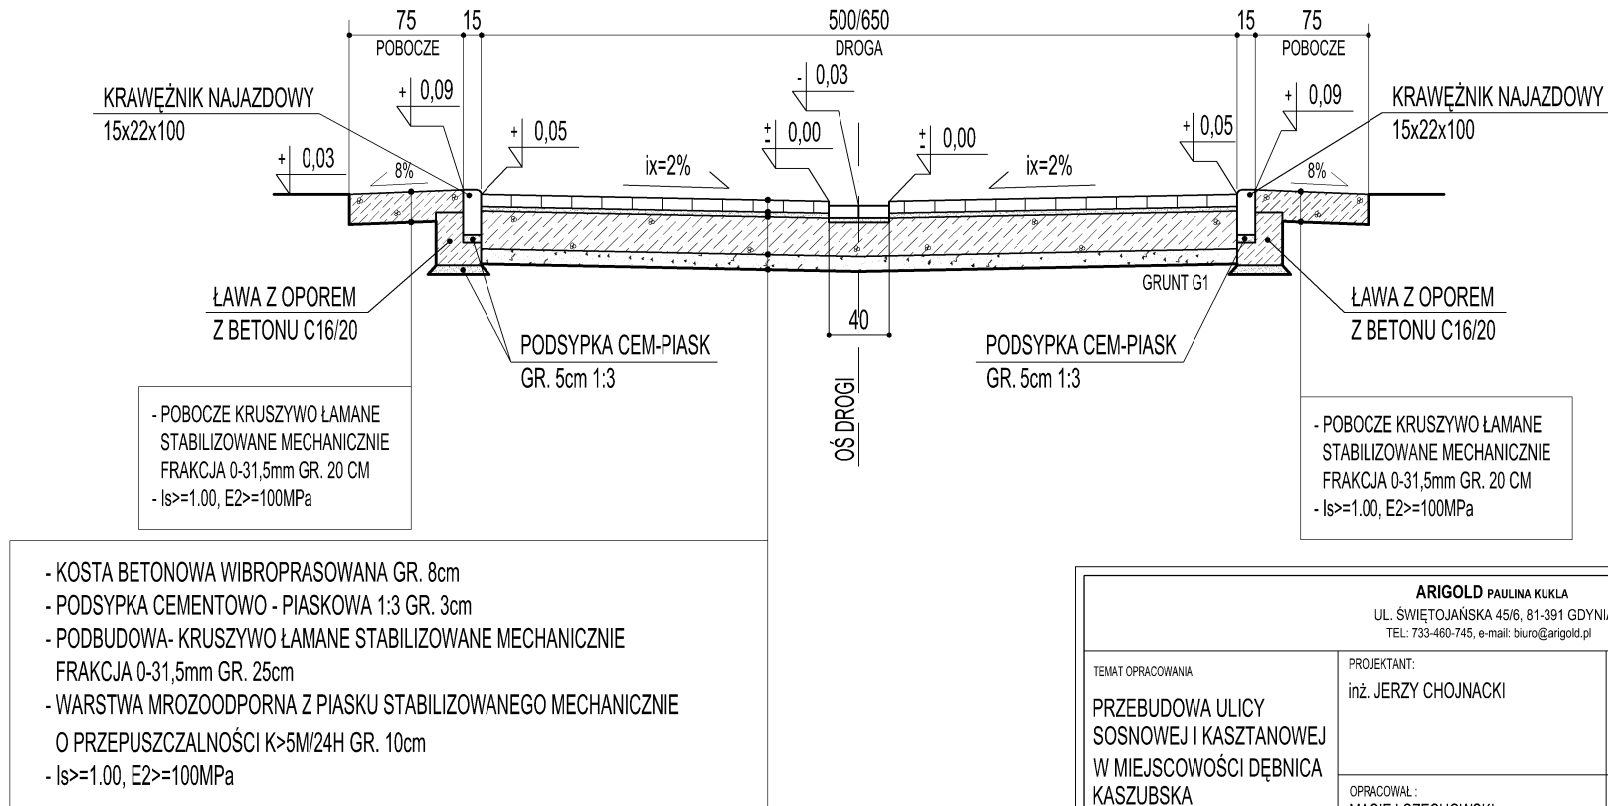 75 15 500/650 15 75
POBOCZE DROGA POBOCZE
KRAWĘŻNIK NAJAZDOWY
15x22x100
+ 0,03
8%
+ 0,09
+ 0,05
ix=2%
± 0,00
- 0,03
± 0,00
ix=2%
+ 0,05
+ 0,09
8%
KRAWĘŻNIK NAJAZDOWY
15x22x100
ŁAWA Z OPOREM
Z BETONU C16/20
PODSYPKA CEM-PIASK
GR. 5cm 1:3
40
OŚ DROGI
GRUNT G1
PODSYPKA CEM-PIASK
GR. 5cm 1:3
ŁAWA Z OPOREM
Z BETONU C16/20
- POBOCZE KRUSZYWO ŁAMANE
STABILIZOWANE MECHANICZNIE
FRAKCJA 0-31,5mm GR. 20 CM
- Is>=1.00, E2>=100MPa
- POBOCZE KRUSZYWO ŁAMANE
STABILIZOWANE MECHANICZNIE
FRAKCJA 0-31,5mm GR. 20 CM
- Is>=1.00, E2>=100MPa
- KOSTA BETONOWA WIBROPRASOWANA GR. 8cm
- PODSYPKA CEMENTOWO - PIASKOWA 1:3 GR. 3cm
- PODBUDOWA- KRUSZYWO ŁAMANE STABILIZOWANE MECHANICZNIE
FRAKCJA 0-31,5mm GR. 25cm
- WARSTWA MROZOODPORNA Z PIASKU STABILIZOWANEGO MECHANICZNIE
O PRZEPUSZCZALNOŚCI K>5M/24H GR. 10cm
- Is>=1.00, E2>=100MPa
ARIGOLD PAULINA KUKLA
UL. ŚWIĘTOJAŃSKA 45/6, 81-391 GDYNIA
TEL: 733-460-745, e-mail: biuro@arigold.pl
TEMAT OPRACOWANIA
PRZEBUDOWA ULICY
SOSNOWEJ I KASZTANOWEJ
W MIEJSCOWOŚCI DĘBNICA
KASZUBSKA
PROJEKTANT:
inż. JERZY CHOJNACKI
OPRACOWAŁ :